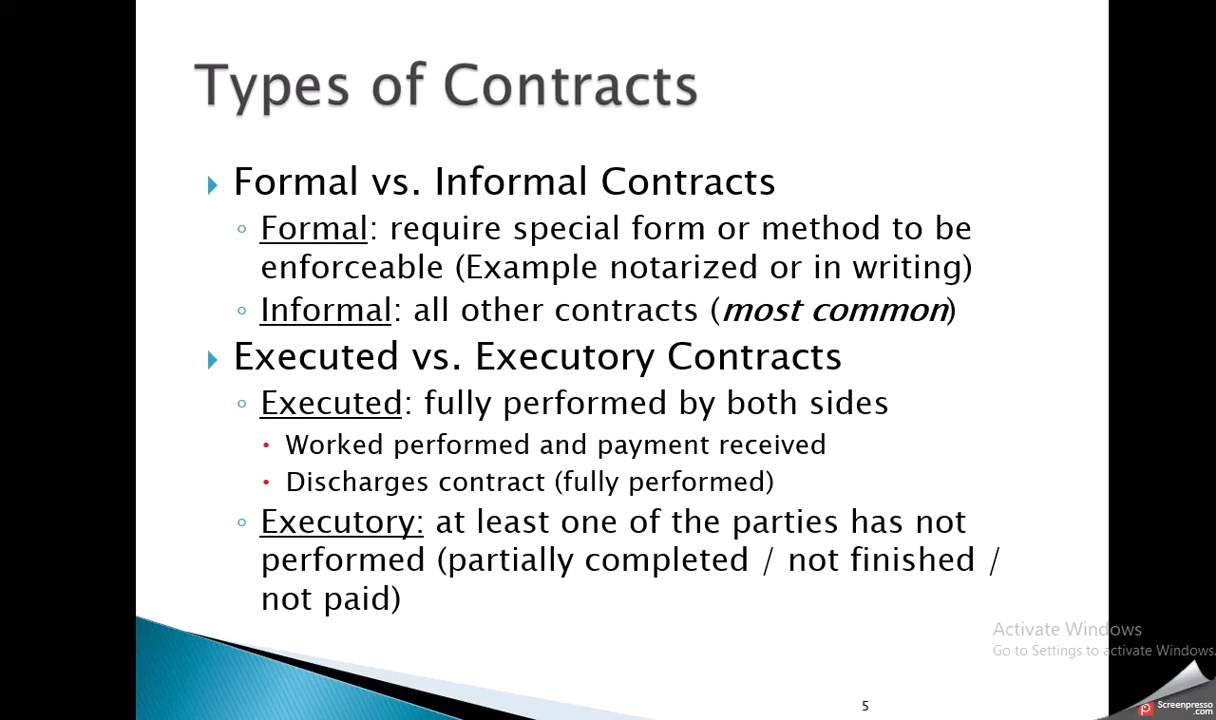 Types of Contracts
Formal vs. Informal Contracts
Formal: require special form or method to be
enforceable (Example notarized or in writing)
Informal: all other contracts (most common)
Executed vs. Executory Contracts
Executed: fully performed by both sides
Worked performed and payment received
Discharges contract (fully performed)
Executory: at least one of the parties has not
performed (partially completed / not finished /
not paid)
Activate Windows
Go to Settings to activate Windows.
5
Screenpresso
.com